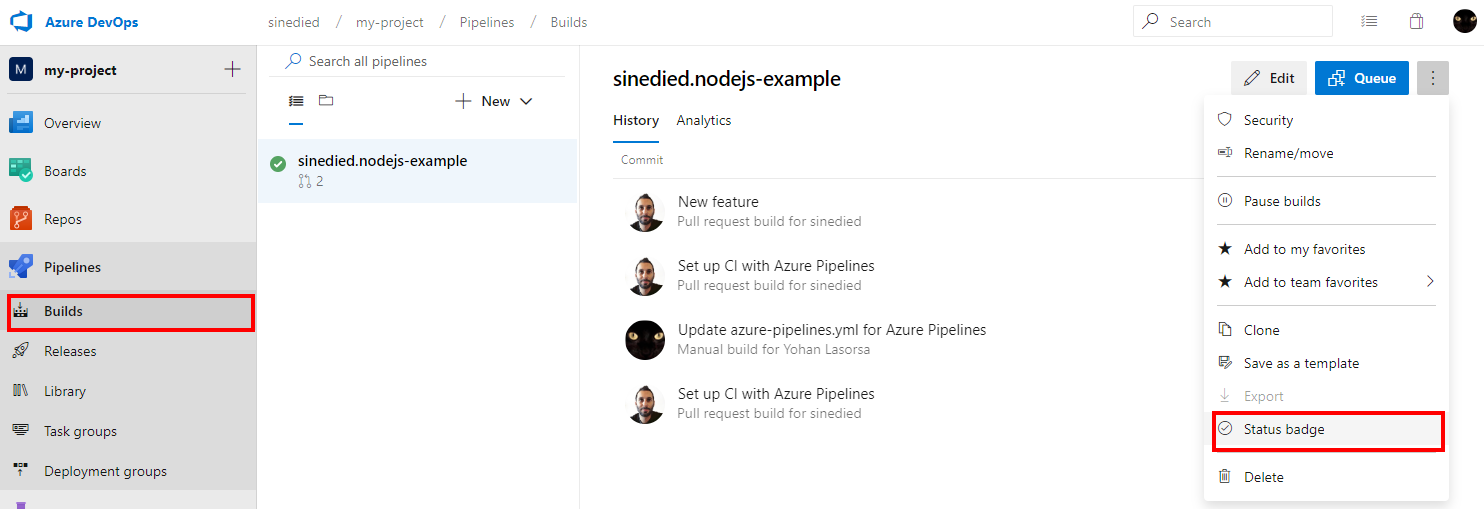 Azure DevOps
sinedied / my-project / Pipelines / Builds
Search
M my-project
Overview
Boards
Repos
Pipelines
Builds
Releases
Library
Task groups
Deployment groups
Search all pipelines
New
sinedied.nodejs-example
2
sinedied.nodejs-example
Edit
Queue
History Analytics
Commit
New feature
Pull request build for sinedied
Set up CI with Azure Pipelines
Pull request build for sinedied
Update azure-pipelines.yml for Azure Pipelines
Manual build for Yohan Lasorsa
Set up CI with Azure Pipelines
Pull request build for sinedied
Security
Rename/move
Pause builds
Add to my favorites
Add to team favorites
Clone
Save as a template
Export
Status badge
Delete